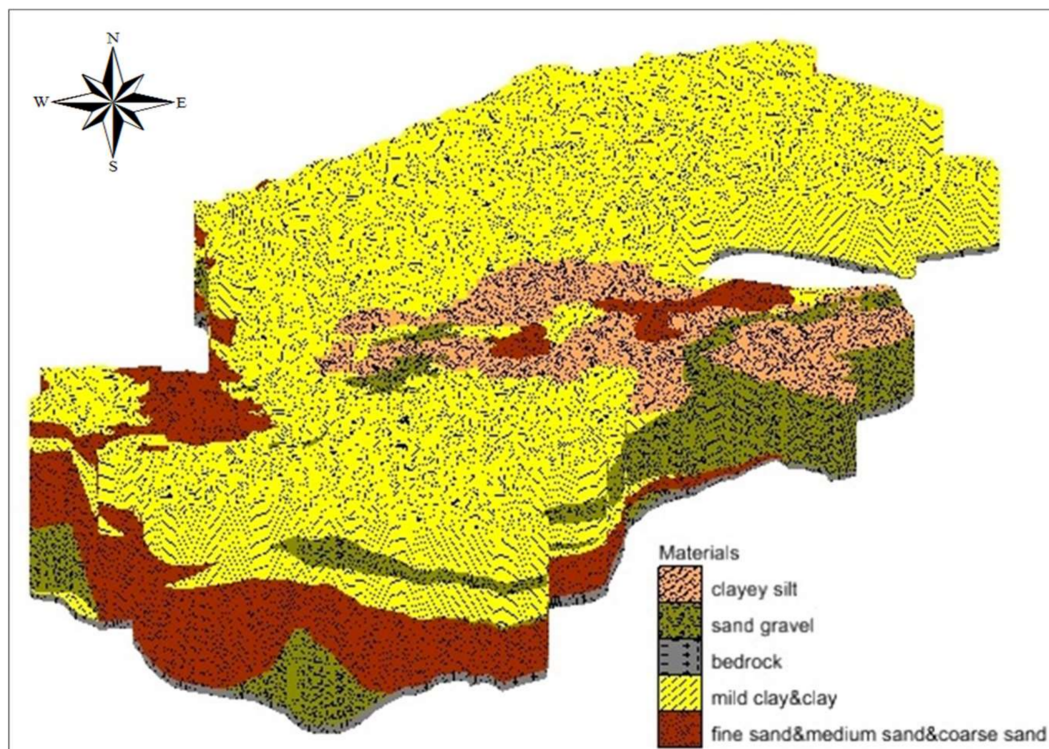 N
W E
S
Materials
clayey silt
sand gravel
bedrock
mild clay&clay
fine sand&medium sand&coarse sand